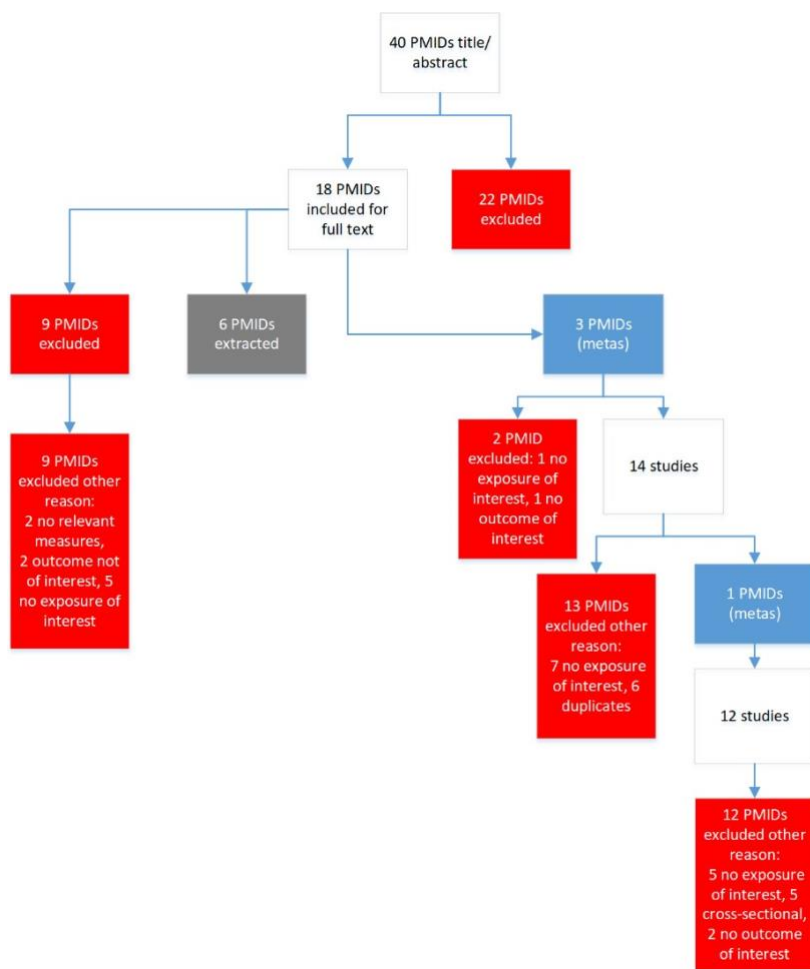 40 PMIDs title/
abstract
18 PMIDs
included for
full text
22 PMIDs
excluded
9 PMIDs
excluded
6 PMIDs
extracted
3 PMIDs
(metas)
9 PMIDs
excluded other
reason:
2 no relevant
measures,
2 outcome not
of interest, 5
no exposure of
interest
2 PMID
excluded: 1 no
exposure of
interest, 1 no
outcome of
interest
14 studies
13 PMIDs
excluded other
reason:
7 no exposure
of interest, 6
duplicates
1 PMIDs
(metas)
12 studies
12 PMIDs
excluded other
reason:
5 no exposure
of interest, 5
cross-sectional,
2 no outcome
of interest